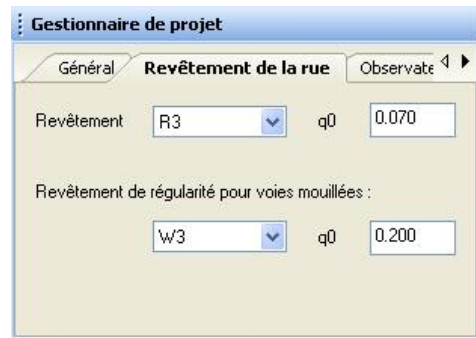 Gestionnaire de projet
Général Revêtement de la rue Observate
Revêtement R3 q0 0.070
Revêtement de régularité pour voies mouillées :
W3 q0 0.200